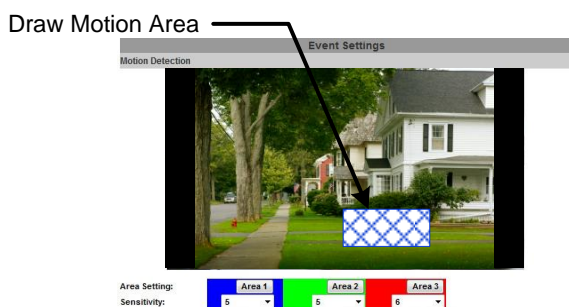 Draw Motion Area
Event Settings
Motion Detection
Area Setting: Area 1 Area 2 Area 3
Sensitivity: 5 5 6